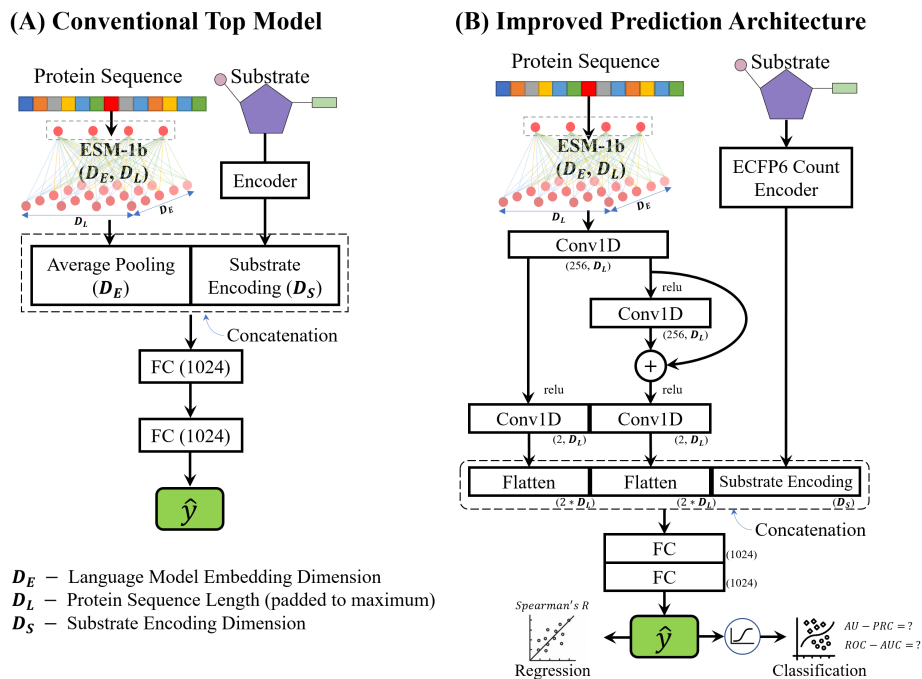 (A) Conventional Top Model
Protein Sequence
Substrate
ESM-1b
(D_E, D_L)
D_L
D_E
Encoder
Average Pooling
(D_E)
Substrate
Encoding (D_S)
Concatenation
FC (1024)
FC (1024)
ŷ
D_E – Language Model Embedding Dimension
D_L – Protein Sequence Length (padded to maximum)
D_S – Substrate Encoding Dimension
(B) Improved Prediction Architecture
Protein Sequence
Substrate
ESM-1b
(D_E, D_L)
D_L
D_E
ECFP6 Count
Encoder
Conv1D
(256, D_L)
relu
Conv1D
(256, D_L)
+
relu
relu
Conv1D
Conv1D
(2, D_L)
(2, D_L)
Flatten
Flatten
Substrate Encoding
(2 * D_L)
(2 * D_L)
(D_S)
Concatenation
FC
(1024)
FC
(1024)
Spearman's R
ŷ
Regression
AU − PRC = ?
ROC − AUC = ?
Classification